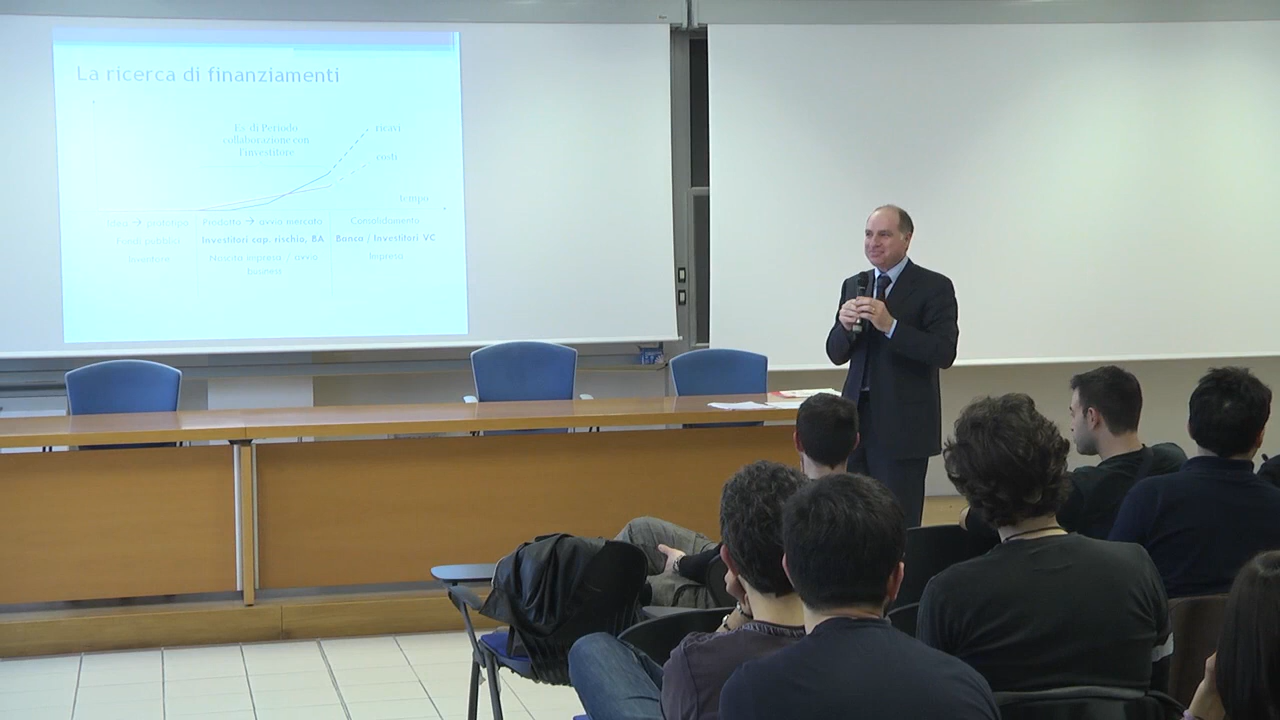 La ricerca di finanziamenti
Es. di Periodo
collaborazione con
l'investitore
ricavi
costi
tempo
Idea → prototipo
Prodotto → avvio mercato
Consolidamento
Fondi pubblici
Investitori cap. rischio, BA
Banca / Investitori VC
Inventore
Nascita impresa / avvio
business
Impresa